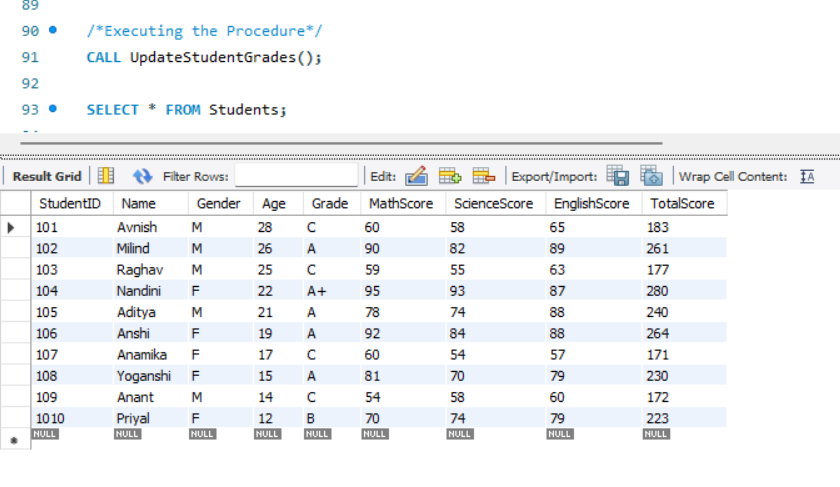 89
90 /*Executing the Procedure*/
91 CALL UpdateStudentGrades();
92
93 SELECT * FROM Students;
Result Grid Filter Rows: Edit: Export/Import: Wrap Cell Content:
StudentID Name Gender Age Grade MathScore ScienceScore EnglishScore TotalScore
101 Avnish M 28 C 60 58 65 183
102 Milind M 26 A 90 82 89 261
103 Raghav M 25 C 59 55 63 177
104 Nandini F 22 A+ 95 93 87 280
105 Aditya M 21 A 78 74 88 240
106 Anshi F 19 A 92 84 88 264
107 Anamika F 17 C 60 54 57 171
108 Yoganshi F 15 A 81 70 79 230
109 Anant M 14 C 54 58 60 172
1010 Priyal F 12 B 70 74 79 223
NULL NULL NULL NULL NULL NULL NULL NULL NULL